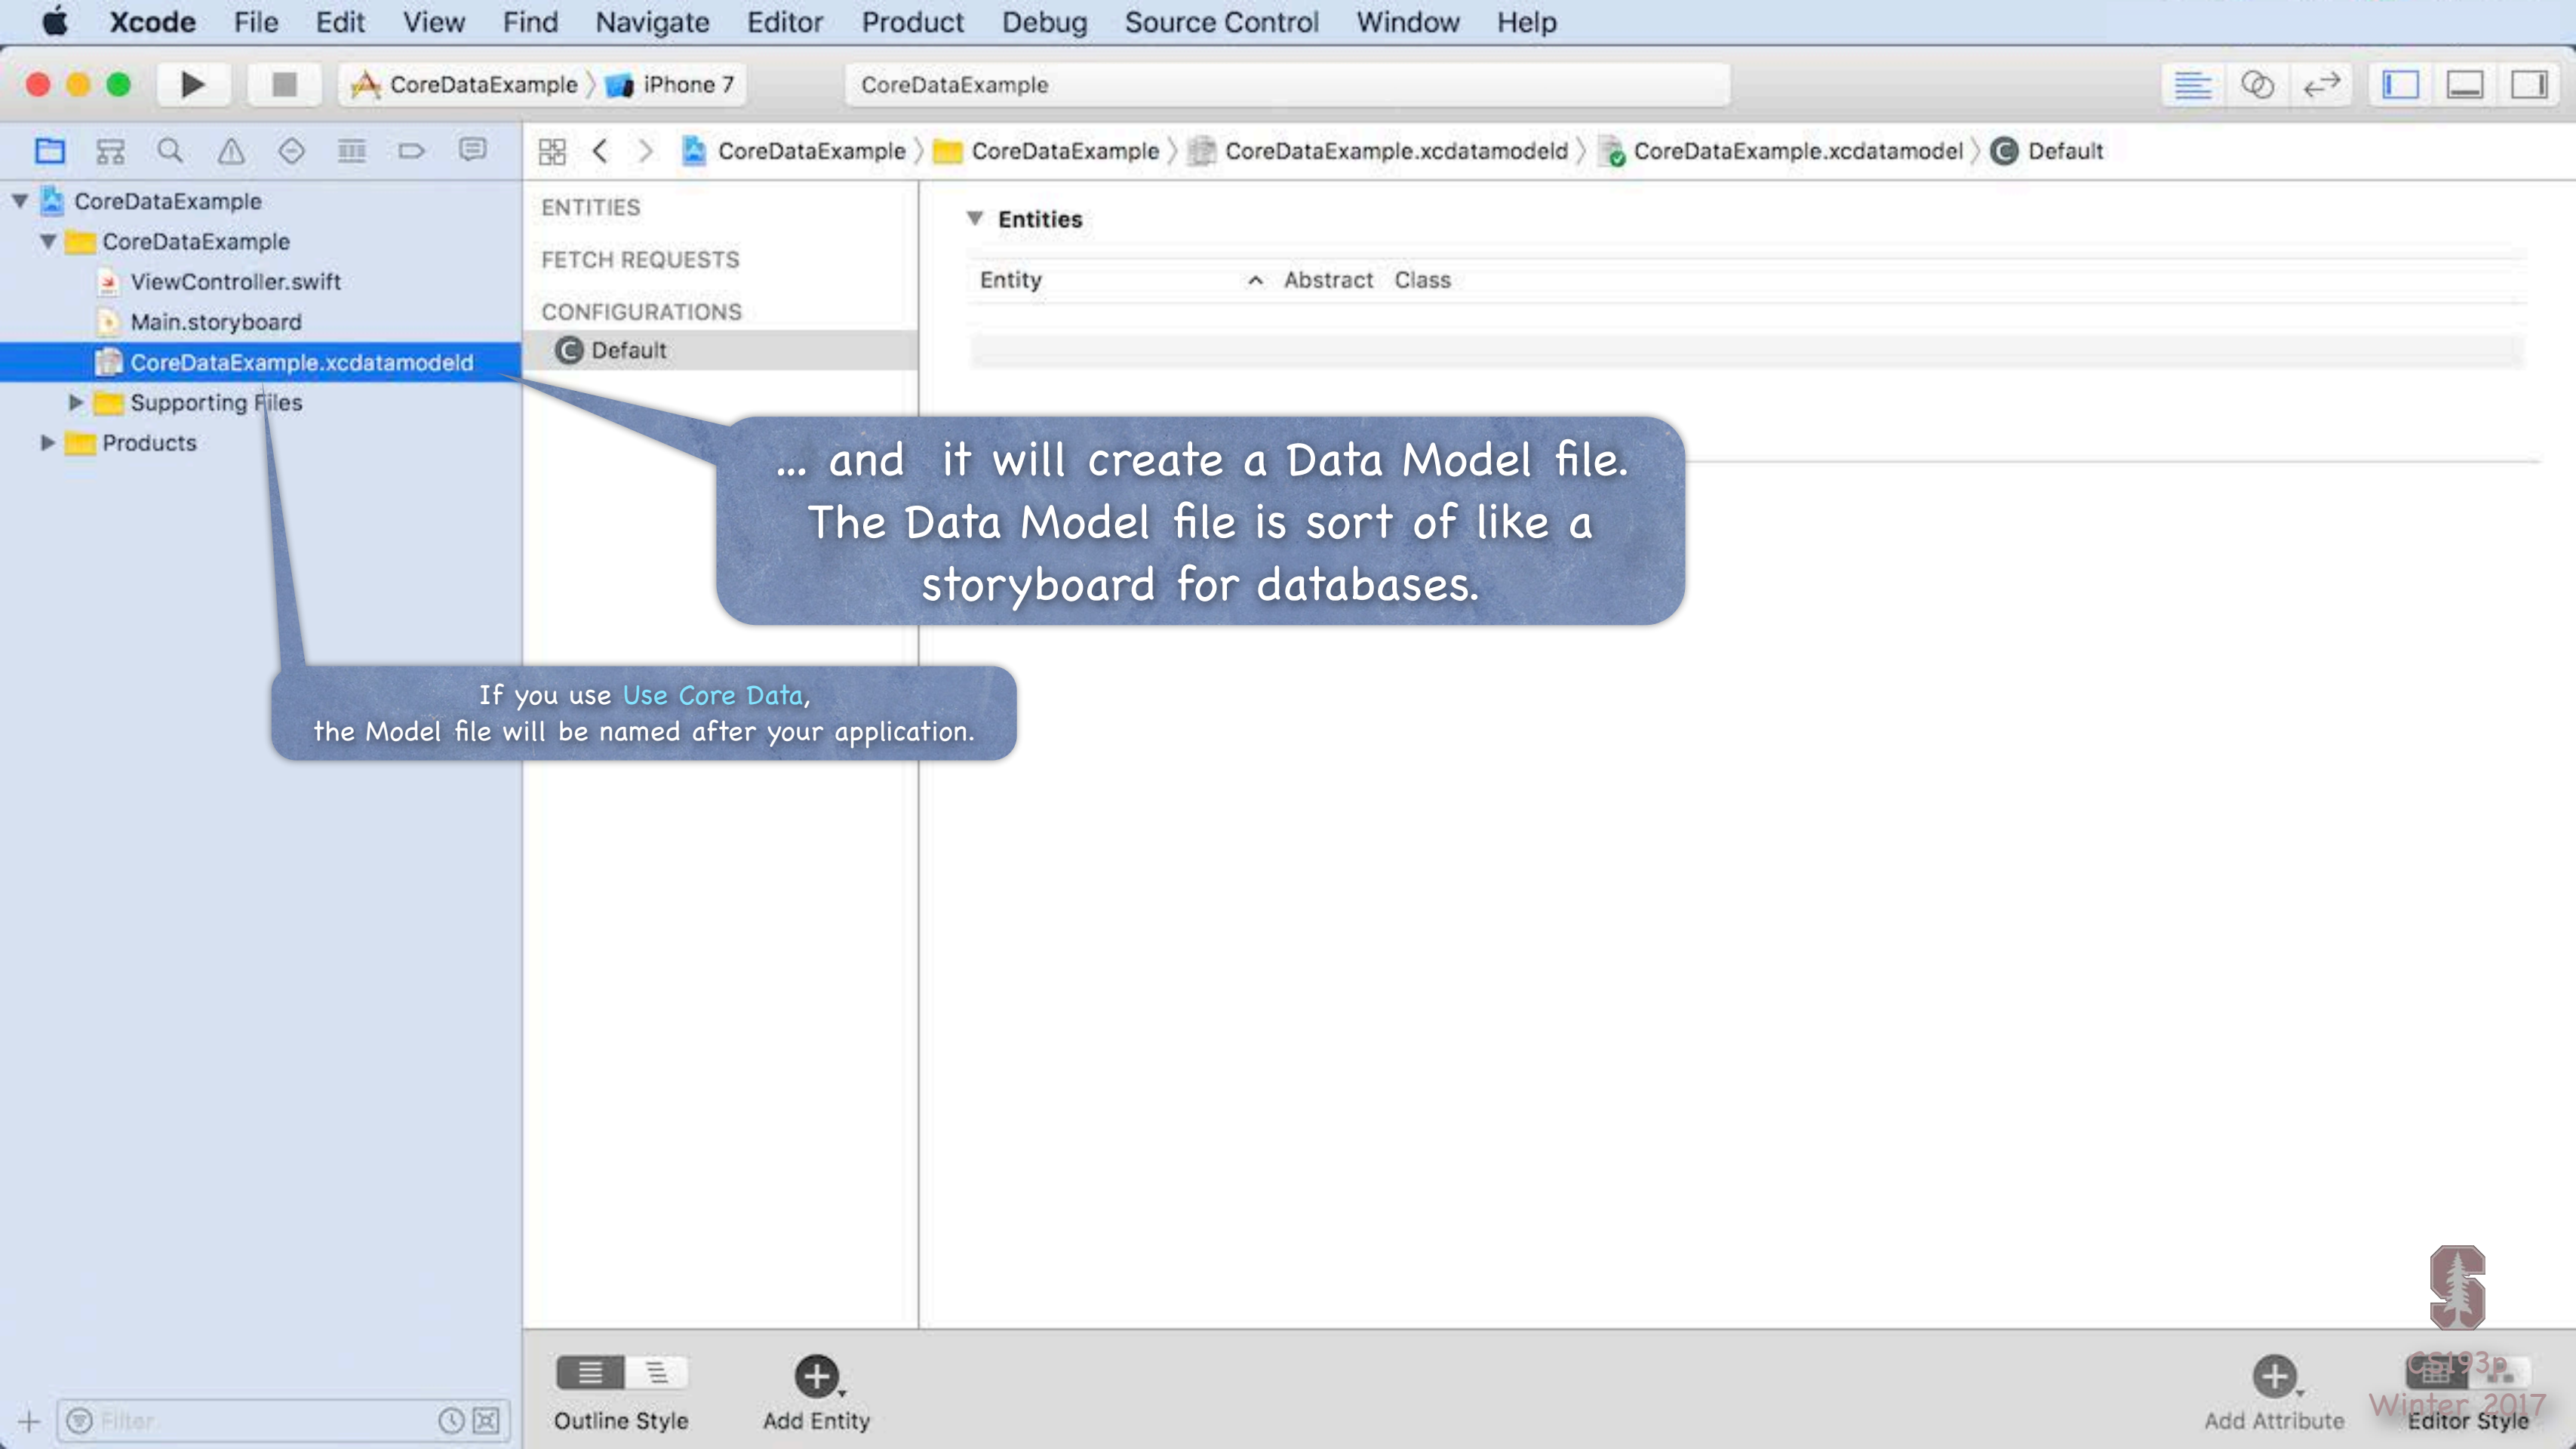 Xcode File Edit View Find Navigate Editor Product Debug Source Control Window Help
CoreDataExample iPhone 7
CoreDataExample
CoreDataExample CoreDataExample CoreDataExample.xcdatamodeld CoreDataExample.xcdatamodel C Default
CoreDataExample
CoreDataExample
ViewController.swift
Main.storyboard
CoreDataExample.xcdatamodeld
Supporting Files
Products
ENTITIES
FETCH REQUESTS
CONFIGURATIONS
C Default
Entities
Entity Abstract Class
... and it will create a Data Model file.
The Data Model file is sort of like a
storyboard for databases.
If you use Use Core Data,
the Model file will be named after your application.
Filter
Outline Style
Add Entity
Add Attribute
Editor Style
S
CS193p
Winter 2017